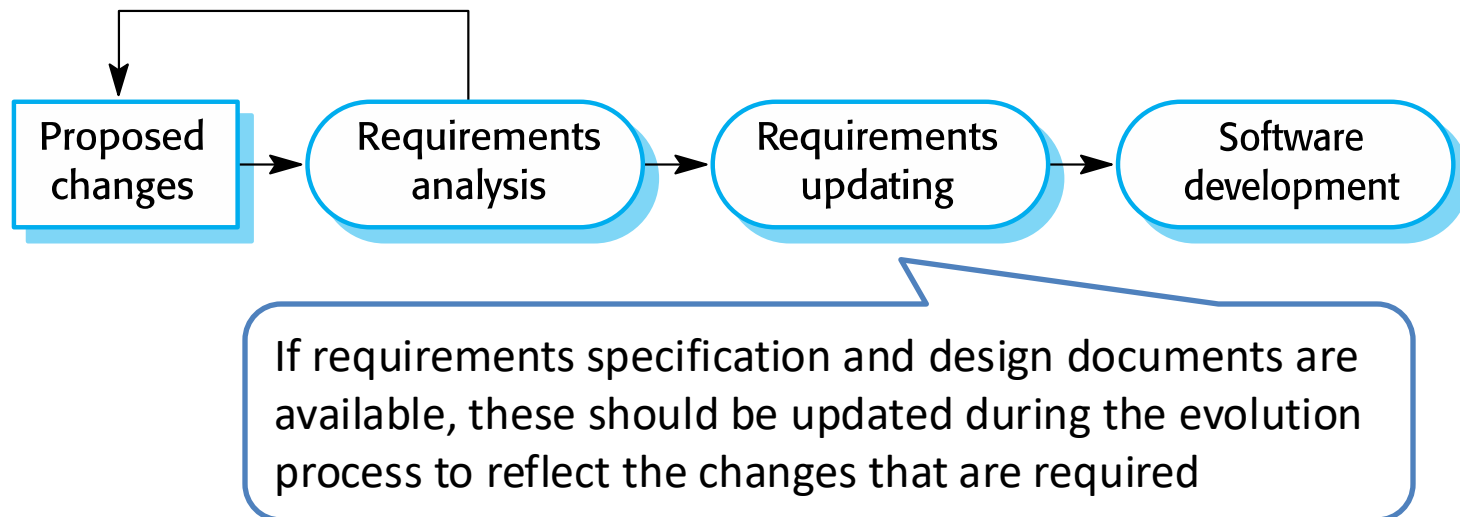 Proposed
changes
Requirements
analysis
Requirements
updating
Software
development
If requirements specification and design documents are
available, these should be updated during the evolution
process to reflect the changes that are required